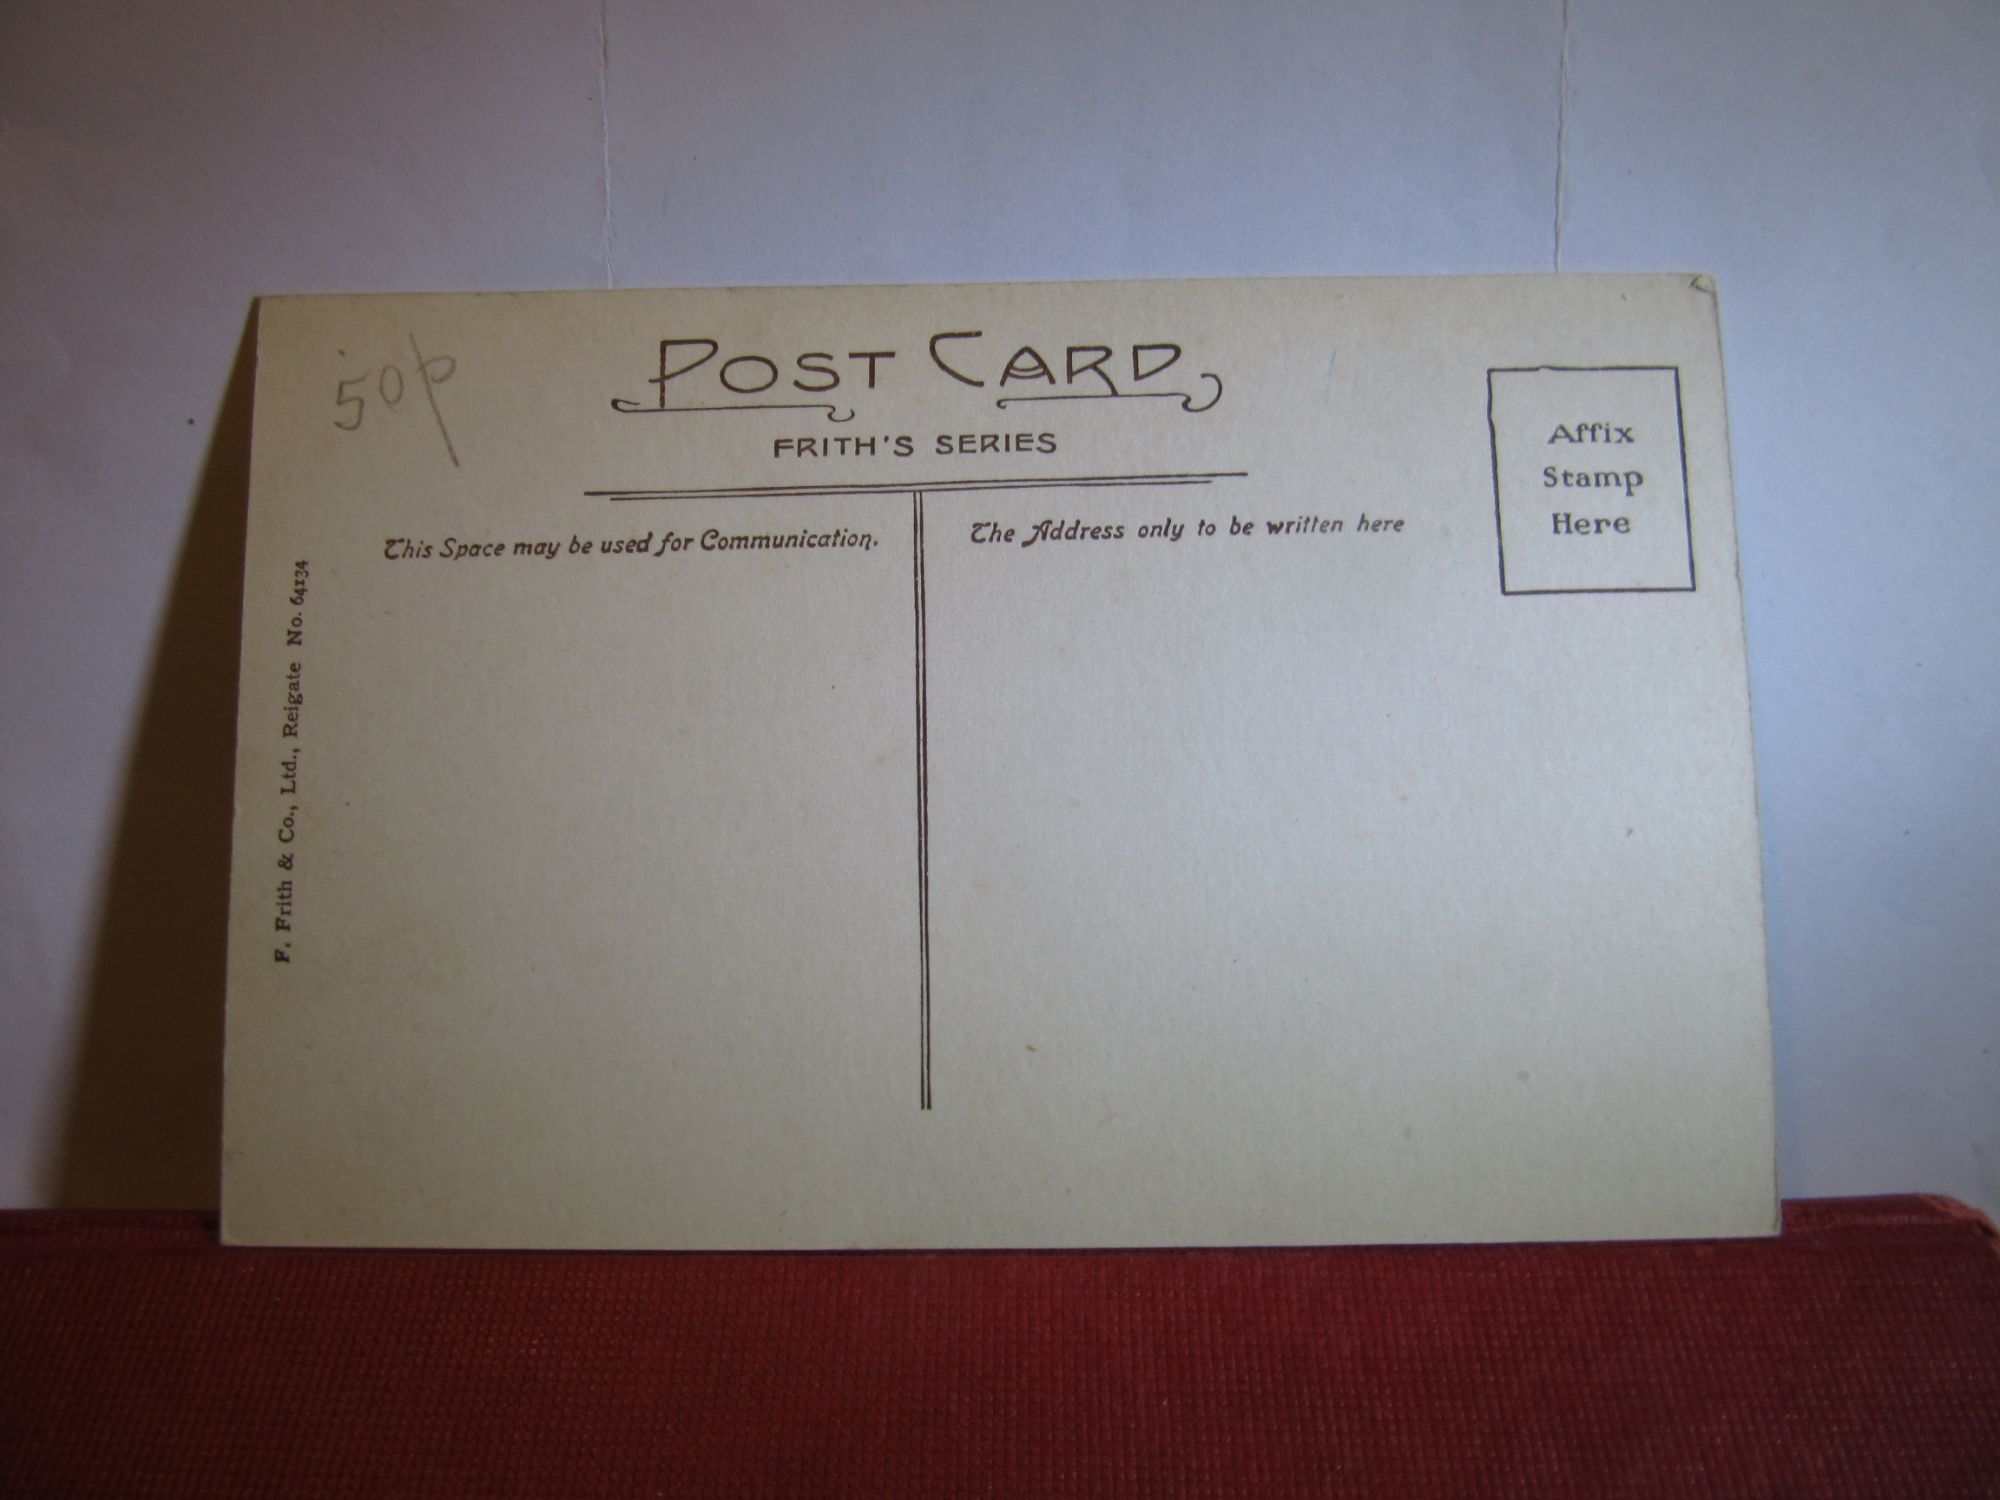 50p
POST CARD
FRITH'S SERIES
Affix
Stamp
Here
This Space may be used for Communication.
The Address only to be written here
F. Frith & Co., Ltd., Reigate No. 64134